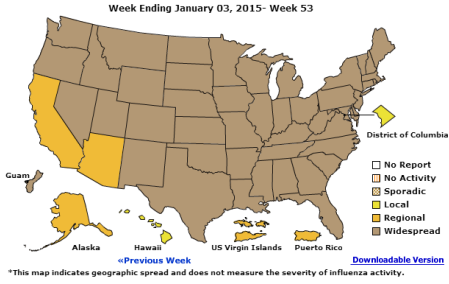 Week Ending January 03, 2015- Week 53
District of Columbia
No Report
No Activity
Sporadic
Local
Regional
Widespread
Guam
Alaska
Hawaii
US Virgin Islands
Puerto Rico
«Previous Week
Downloadable Version
*This map indicates geographic spread and does not measure the severity of influenza activity.